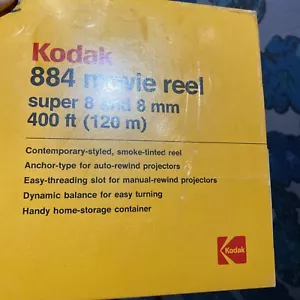 Kodak
884 movie reel
super 8 and 8 mm
400 ft (120 m)
Contemporary-styled, smoke-tinted reel
Anchor-type for auto-rewind projectors
Easy-threading slot for manual-rewind projectors
Dynamic balance for easy turning
Handy home-storage container
Kodak